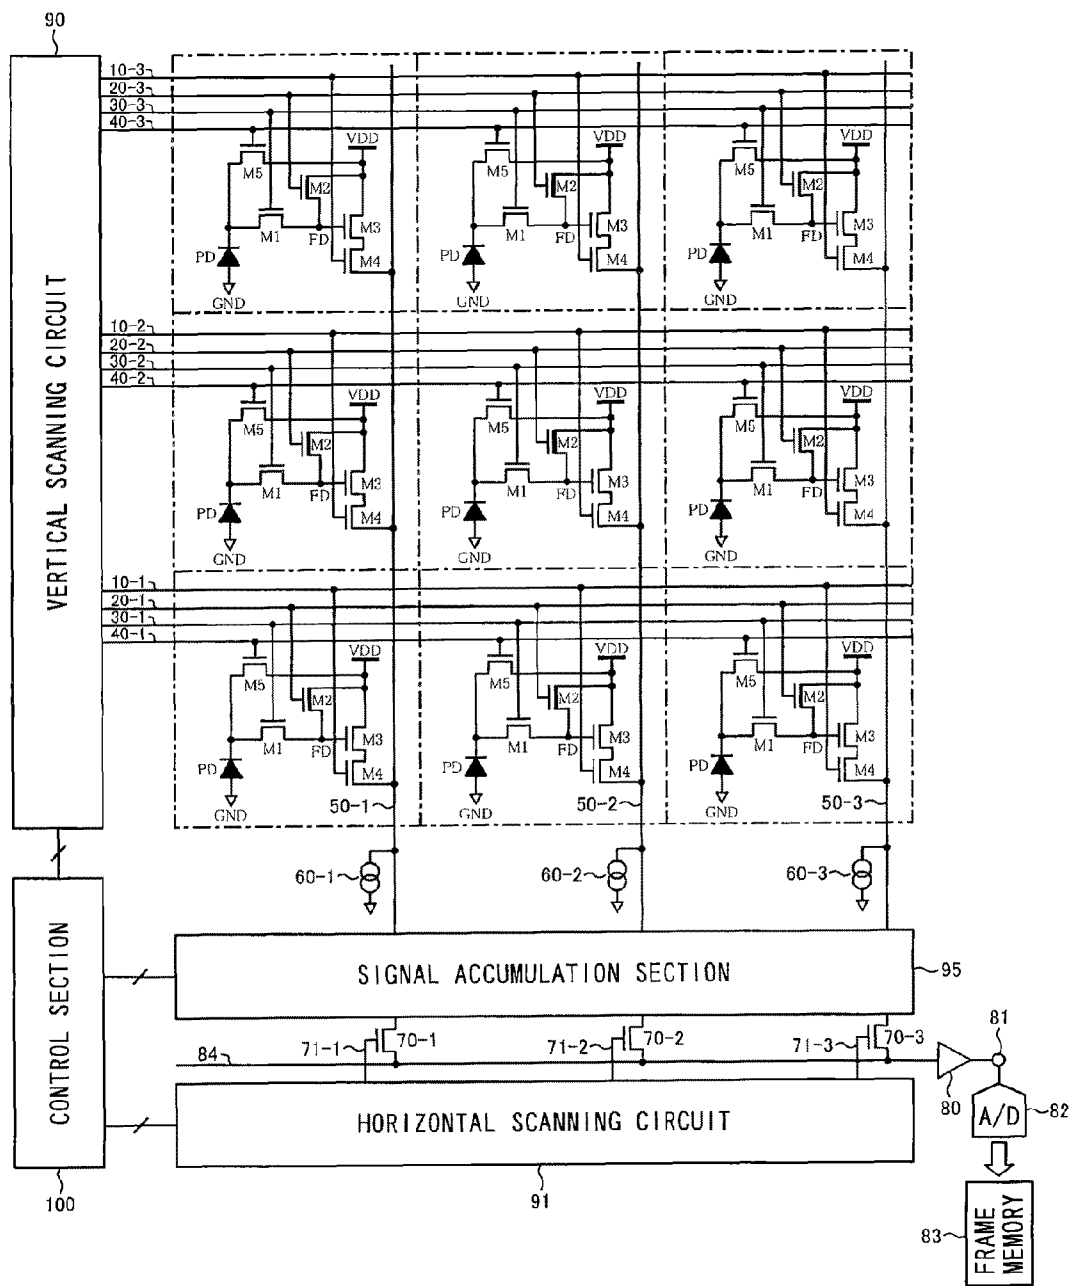 90
VERTICAL SCANNING CIRCUIT
10-3
20-3
30-3
40-3
VDD VDD VDD
M5 M2 M5 M2 M5 M2
M1 FD M3 M1 FD M3 M1 FD M3
PD M4 PD M4 PD M4
GND GND GND
10-2
20-2
30-2
40-2
VDD VDD VDD
M5 M2 M5 M2 M5 M2
M1 FD M3 M1 FD M3 M1 FD M3
PD M4 PD M4 PD M4
GND GND GND
10-1
20-1
30-1
40-1
VDD VDD VDD
M5 M2 M5 M2 M5 M2
M1 FD M3 M1 FD M3 M1 FD M3
PD M4 PD M4 PD M4
GND 50-1 GND 50-2 GND 50-3
60-1 60-2 60-3
CONTROL SECTION
100
SIGNAL ACCUMULATION SECTION
95
71-1 70-1 71-2 70-2 71-3 70-3
84
81
80
A/D
82
HORIZONTAL SCANNING CIRCUIT
91
83
FRAME
MEMORY